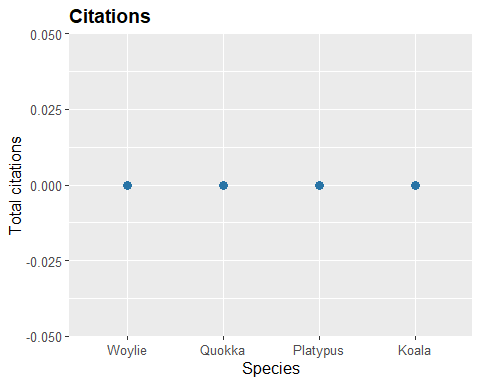 Citations
0.050
0.025
0.000
-0.025
-0.050
Total citations
Woylie Quokka Platypus Koala
Species